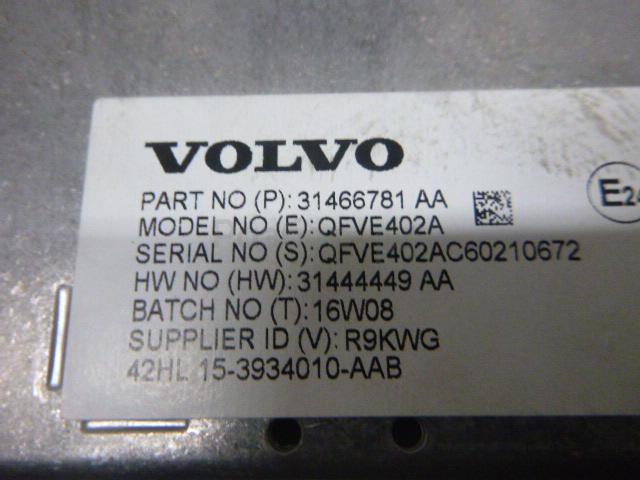 VOLVO
PART NO (P): 31466781 AA
MODEL NO (E): QFVE402A
SERIAL NO (S): QFVE402AC60210672
HW NO (HW): 31444449 AA
BATCH NO (T): 16W08
SUPPLIER ID (V): R9KWG
42HL 15-3934010-AAB
E24